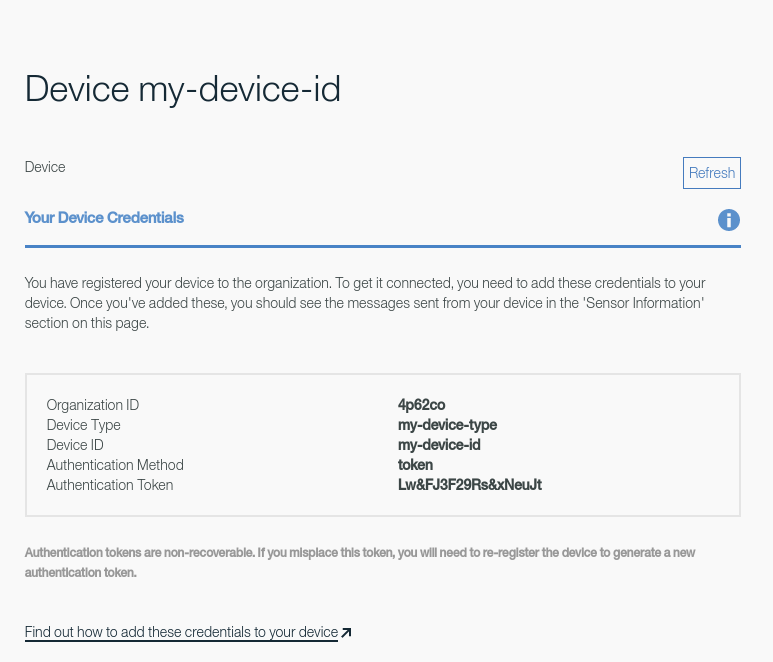 Device my-device-id
Device
Refresh
Your Device Credentials
You have registered your device to the organization. To get it connected, you need to add these credentials to your
device. Once you've added these, you should see the messages sent from your device in the 'Sensor Information'
section on this page.
Organization ID 4p62co
Device Type my-device-type
Device ID my-device-id
Authentication Method token
Authentication Token Lw&FJ3F29Rs&xNeuJt
Authentication tokens are non-recoverable. If you misplace this token, you will need to re-register the device to generate a new
authentication token.
Find out how to add these credentials to your device